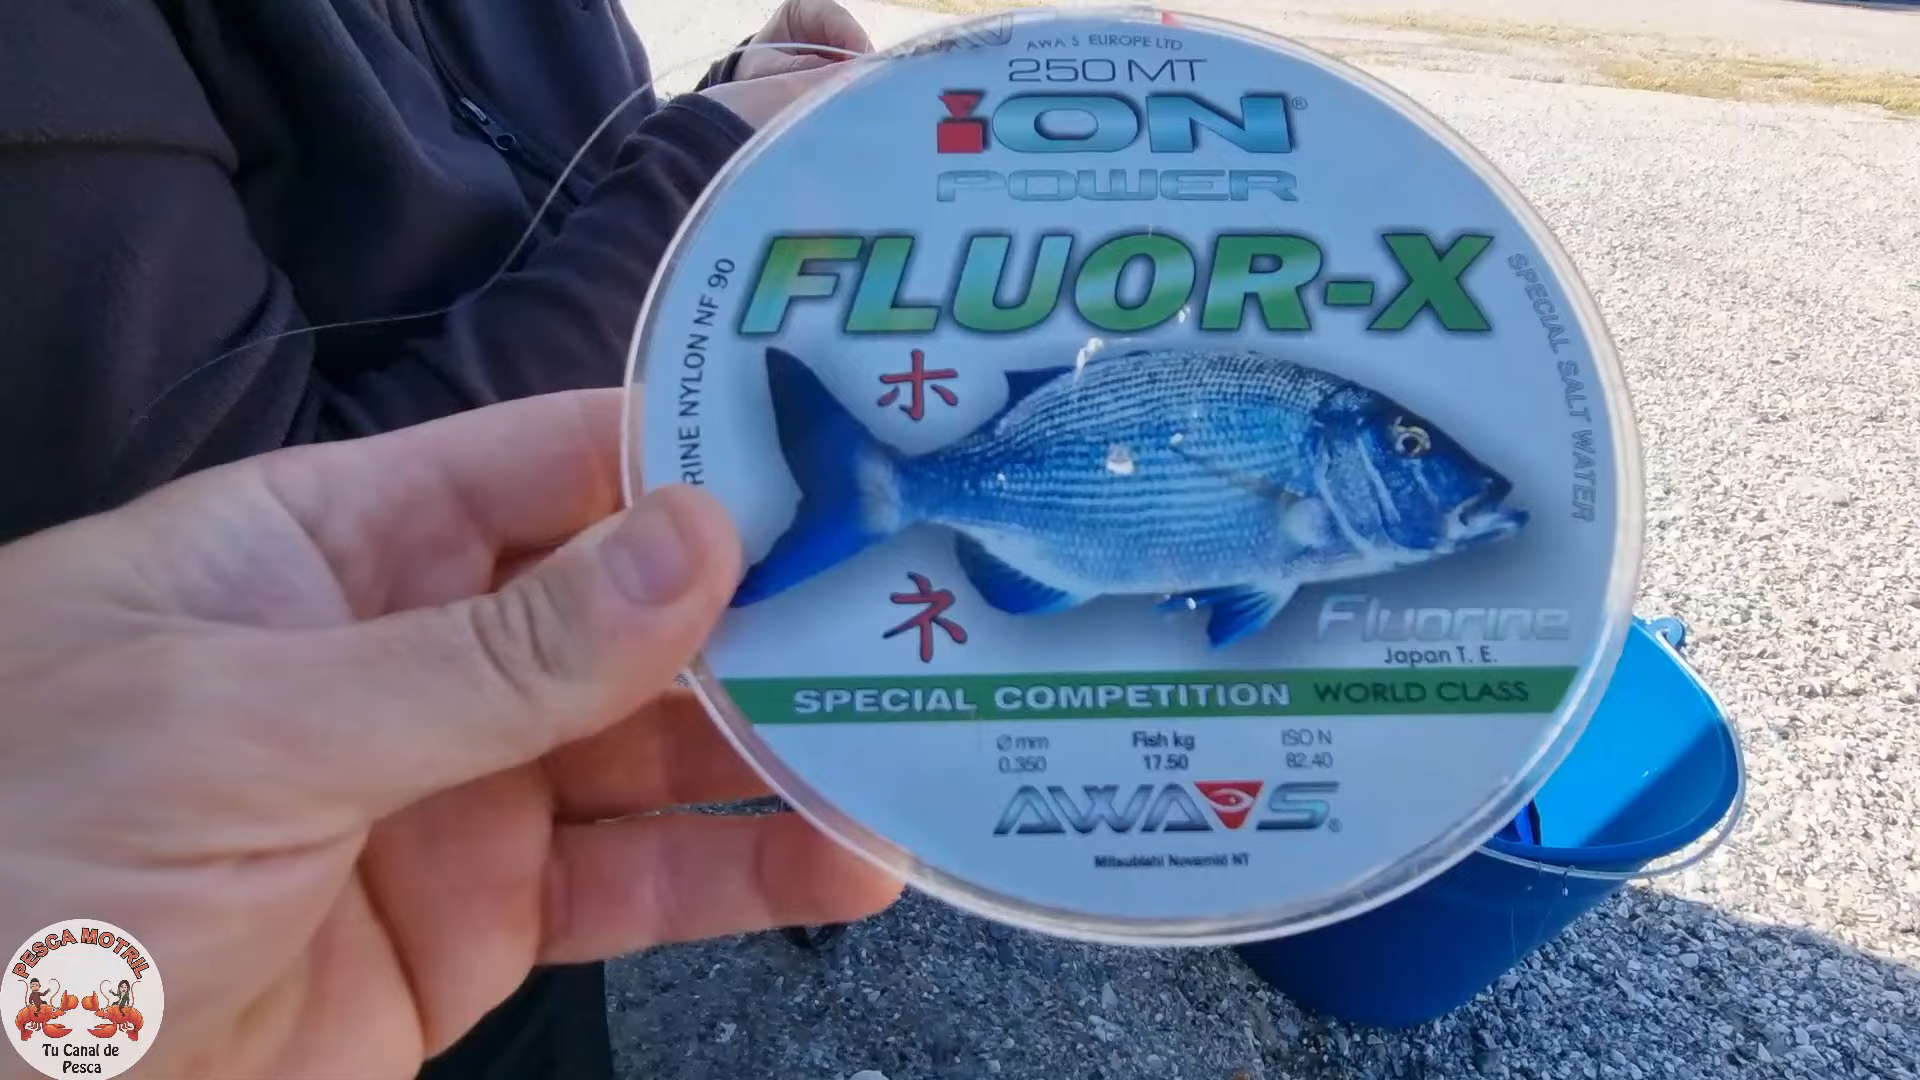 AWA'S EUROPE LTD.
250 MT
iON®
POWER
FLUOR-X
RINE NYLON NF 90
SPECIAL SALT WATER
ホ
ネ
Fluorine
Japan T. E.
SPECIAL COMPETITION WORLD CLASS
Ø mm Fish kg ISO N
0.350 17.50 82.40
AWA-S®
Mitsubishi Novamid NT
PESCA MOTRIL
Tu Canal de
Pesca